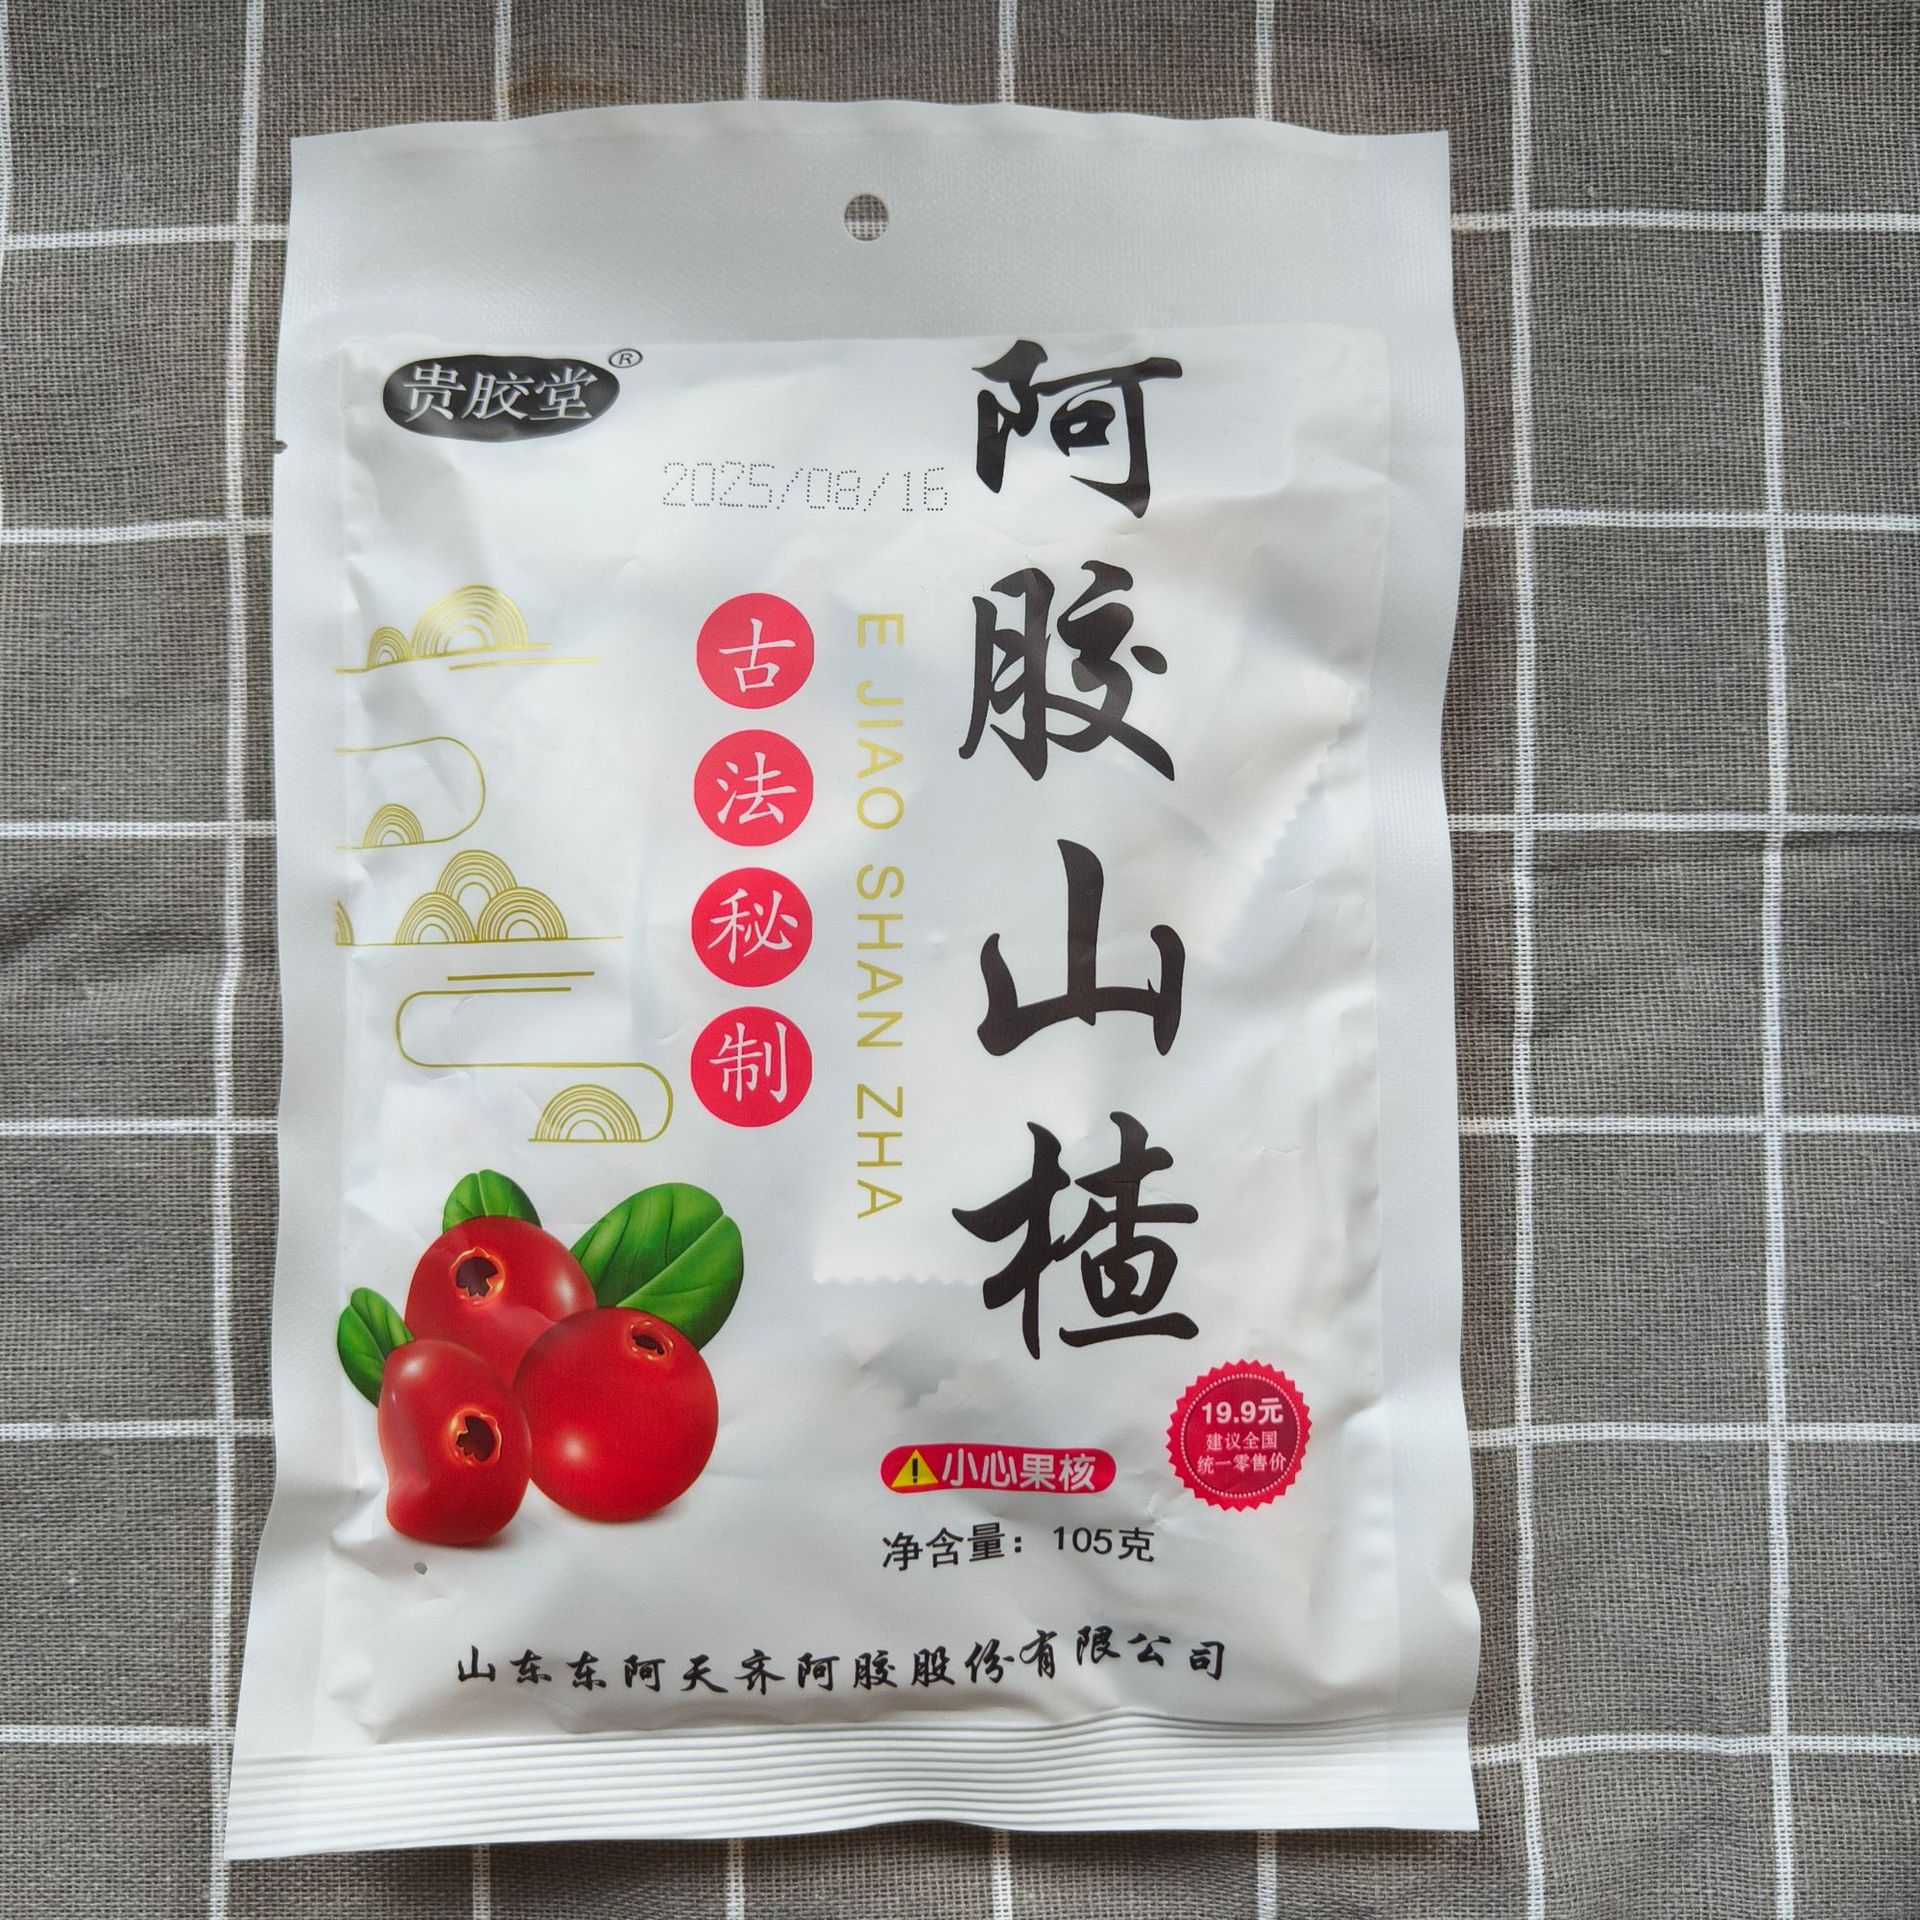 贵胶堂®
2025/08/16
阿胶山楂
E JIAO SHAN ZHA
古法秘制
19.9元
建议全国
统一零售价
小心果核
净含量：105克
山东东阿天齐阿胶股份有限公司